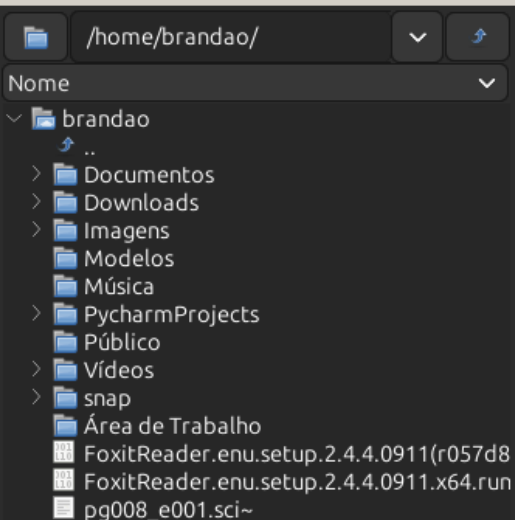 /home/brandao/
Nome
brandao
..
Documentos
Downloads
Imagens
Modelos
Música
PycharmProjects
Público
Vídeos
snap
Área de Trabalho
FoxitReader.enu.setup.2.4.4.0911(r057d8
FoxitReader.enu.setup.2.4.4.0911.x64.run
pg008_e001.sci~